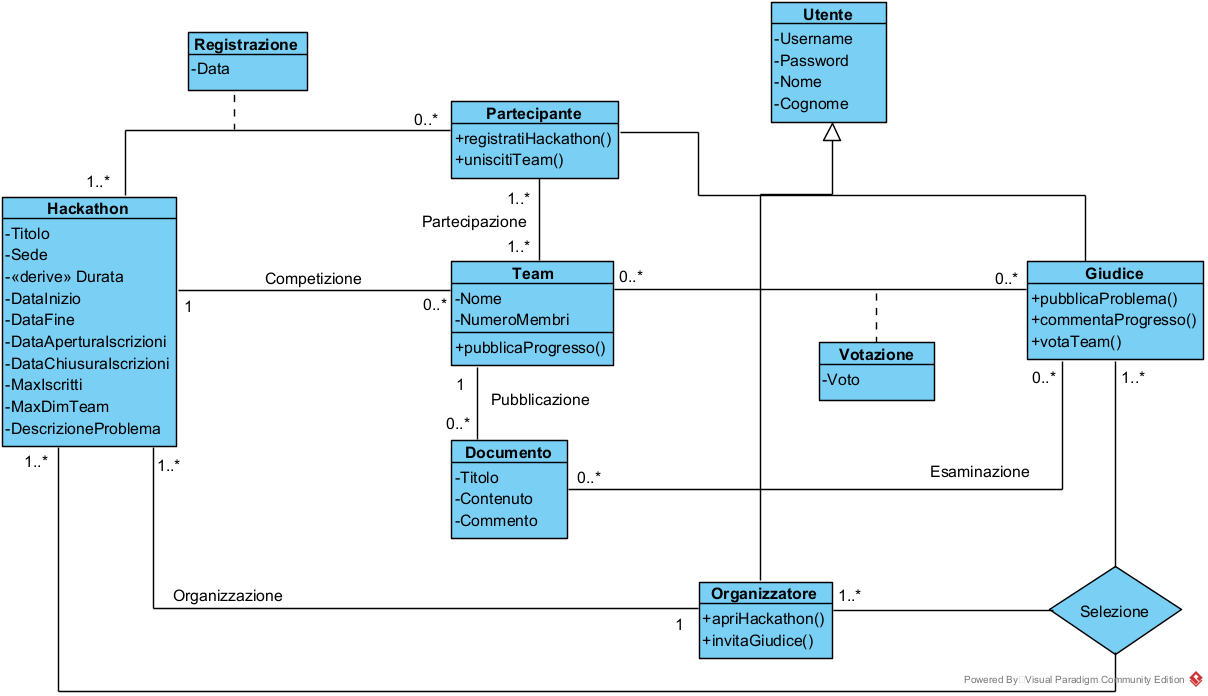 Utente
-Username
-Password
-Nome
-Cognome
Registrazione
-Data
Partecipante
+registratiHackathon()
+unisciti​Team()
0..*
1..*
1..*
Partecipazione
1..*
Hackathon
-Titolo
-Sede
-«derive» Durata
-DataInizio
-DataFine
-DataAperturaIscrizioni
-DataChiusuraIscrizioni
-MaxIscritti
-MaxDimTeam
-DescrizioneProblema
Competizione
1
0..*
Team
-Nome
-NumeroMembri
+pubblicaProgresso()
0..*
0..*
Giudice
+pubblicaProblema()
+commentaProgresso()
+votaTeam()
Votazione
-Voto
1
Pubblicazione
0..*
0..*
1..*
Documento
-Titolo
-Contenuto
-Commento
0..*
Esaminazione
1..*
1..*
Organizzazione
1
Organizzatore
+apriHackathon()
+invitaGiudice()
1..*
Selezione
Powered By Visual Paradigm Community Edition